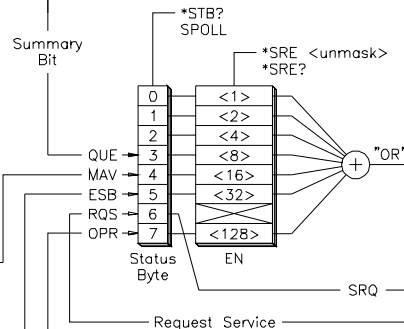 *STB?
SPOLL
Summary
Bit
*SRE <unmask>
*SRE?
0 <1>
1 <2>
2 <4>
QUE 3 <8>
MAV 4 <16>
ESB 5 <32>
RQS 6
OPR 7 <128>
+ "OR"
Status
Byte
EN
SRQ
Request Service